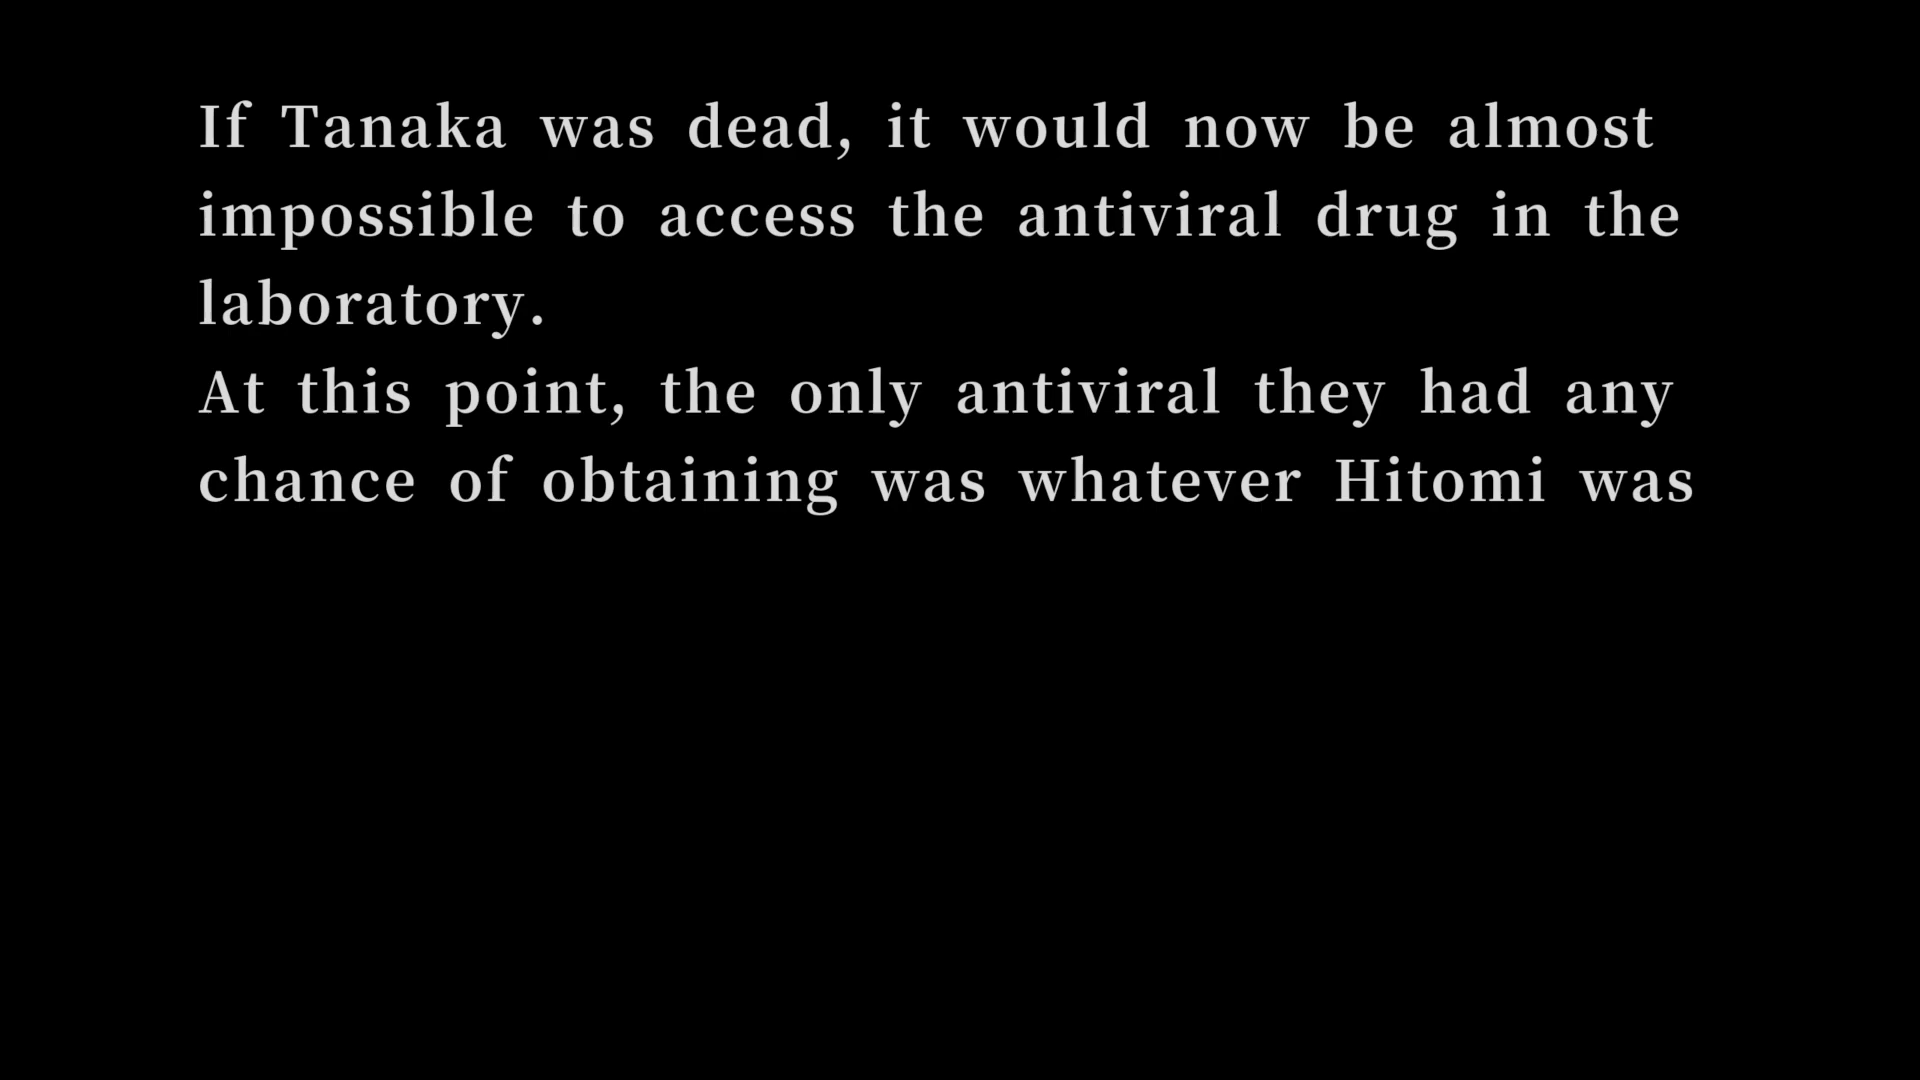 If Tanaka was dead, it would now be almost
impossible to access the antiviral drug in the
laboratory.
At this point, the only antiviral they had any
chance of obtaining was whatever Hitomi was